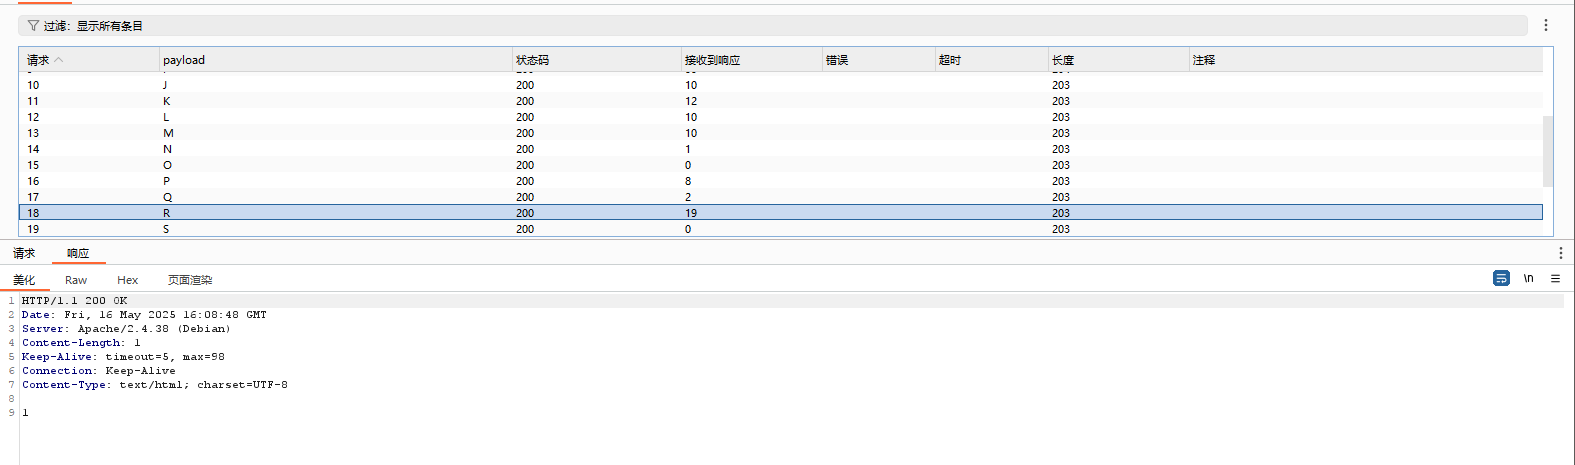 过滤：显示所有条目
请求 payload 状态码 接收到响应 错误 超时 长度 注释
10 J 200 10 203
11 K 200 12 203
12 L 200 10 203
13 M 200 10 203
14 N 200 1 203
15 O 200 0 203
16 P 200 8 203
17 Q 200 2 203
18 R 200 19 203
19 S 200 0 203
请求 响应
美化 Raw Hex 页面渲染 \n
1 HTTP/1.1 200 OK
2 Date: Fri, 16 May 2025 16:08:48 GMT
3 Server: Apache/2.4.38 (Debian)
4 Content-Length: 1
5 Keep-Alive: timeout=5, max=98
6 Connection: Keep-Alive
7 Content-Type: text/html; charset=UTF-8
8
9 1